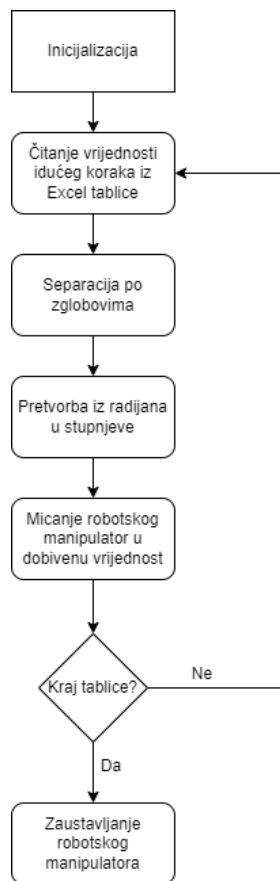 Inicijalizacija
Čitanje vrijednosti
idućeg koraka iz
Excel tablice
Separacija po
zglobovima
Pretvorba iz radijana
u stupnjeve
Micanje robotskog
manipulator u
dobivenu vrijednost
Kraj tablice?
Ne
Da
Zaustavljanje
robotskog
manipulatora